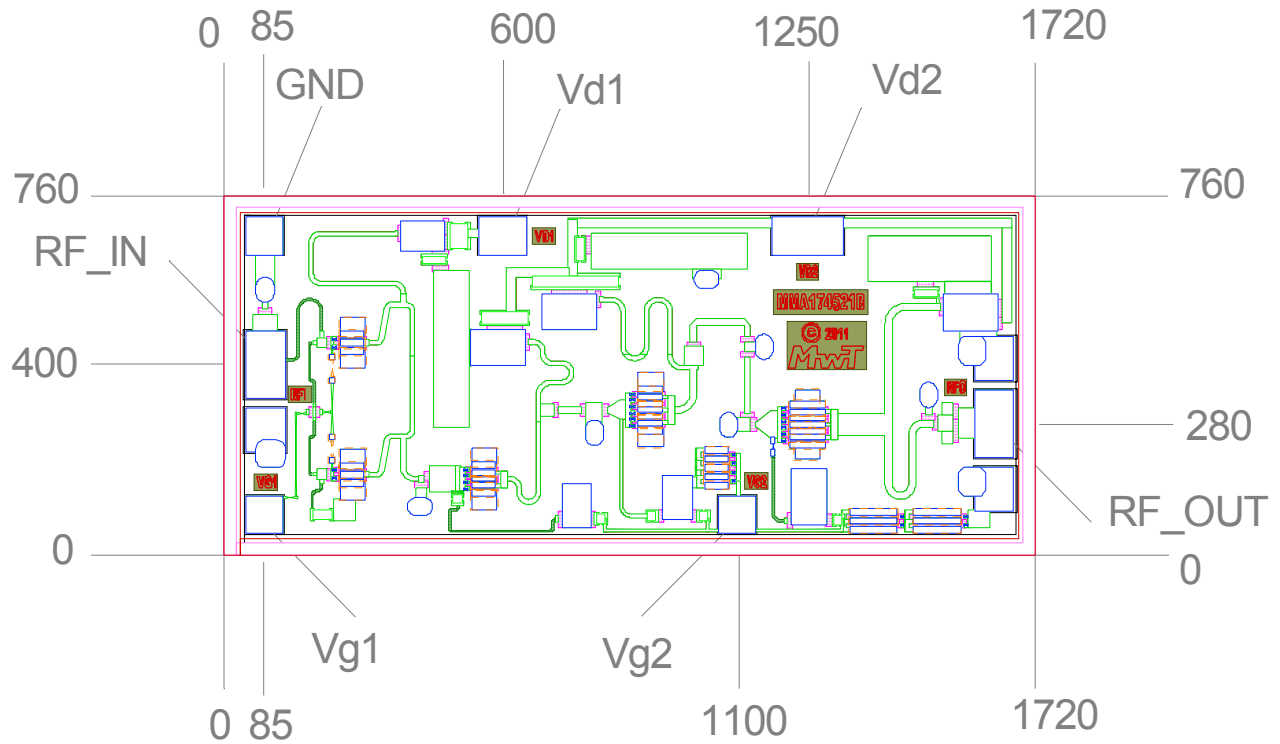 0 85 600 1250 1720
GND Vd1 Vd2
760 760
RF_IN
VD1
VD2
MMA174521B
© 2011
MwT
400
RFI RFO
280
VG1 VG2
RF_OUT
0 0
Vg1 Vg2
0 85 1100 1720